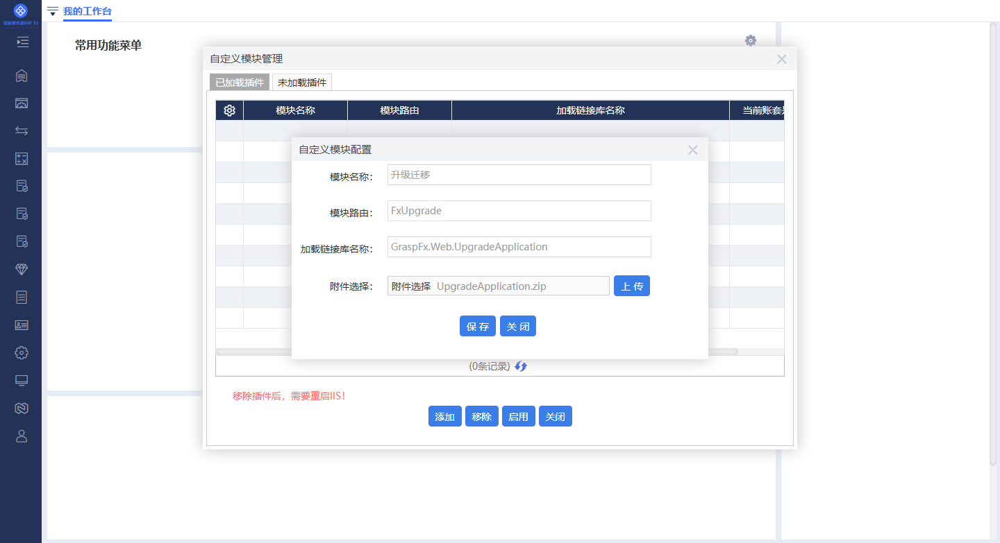 我的工作台
常用功能菜单
自定义模块管理
已加载插件 未加载插件
模块名称 模块路由 加载链接库名称 当前账套
自定义模块配置
模块名称： 升级迁移
模块路由： FxUpgrade
加载链接库名称： GraspFx.Web.UpgradeApplication
附件选择： 附件选择 UpgradeApplication.zip 上 传
保 存 关 闭
(0条记录)
移除插件后，需要重启IIS！
添加 移除 启用 关闭